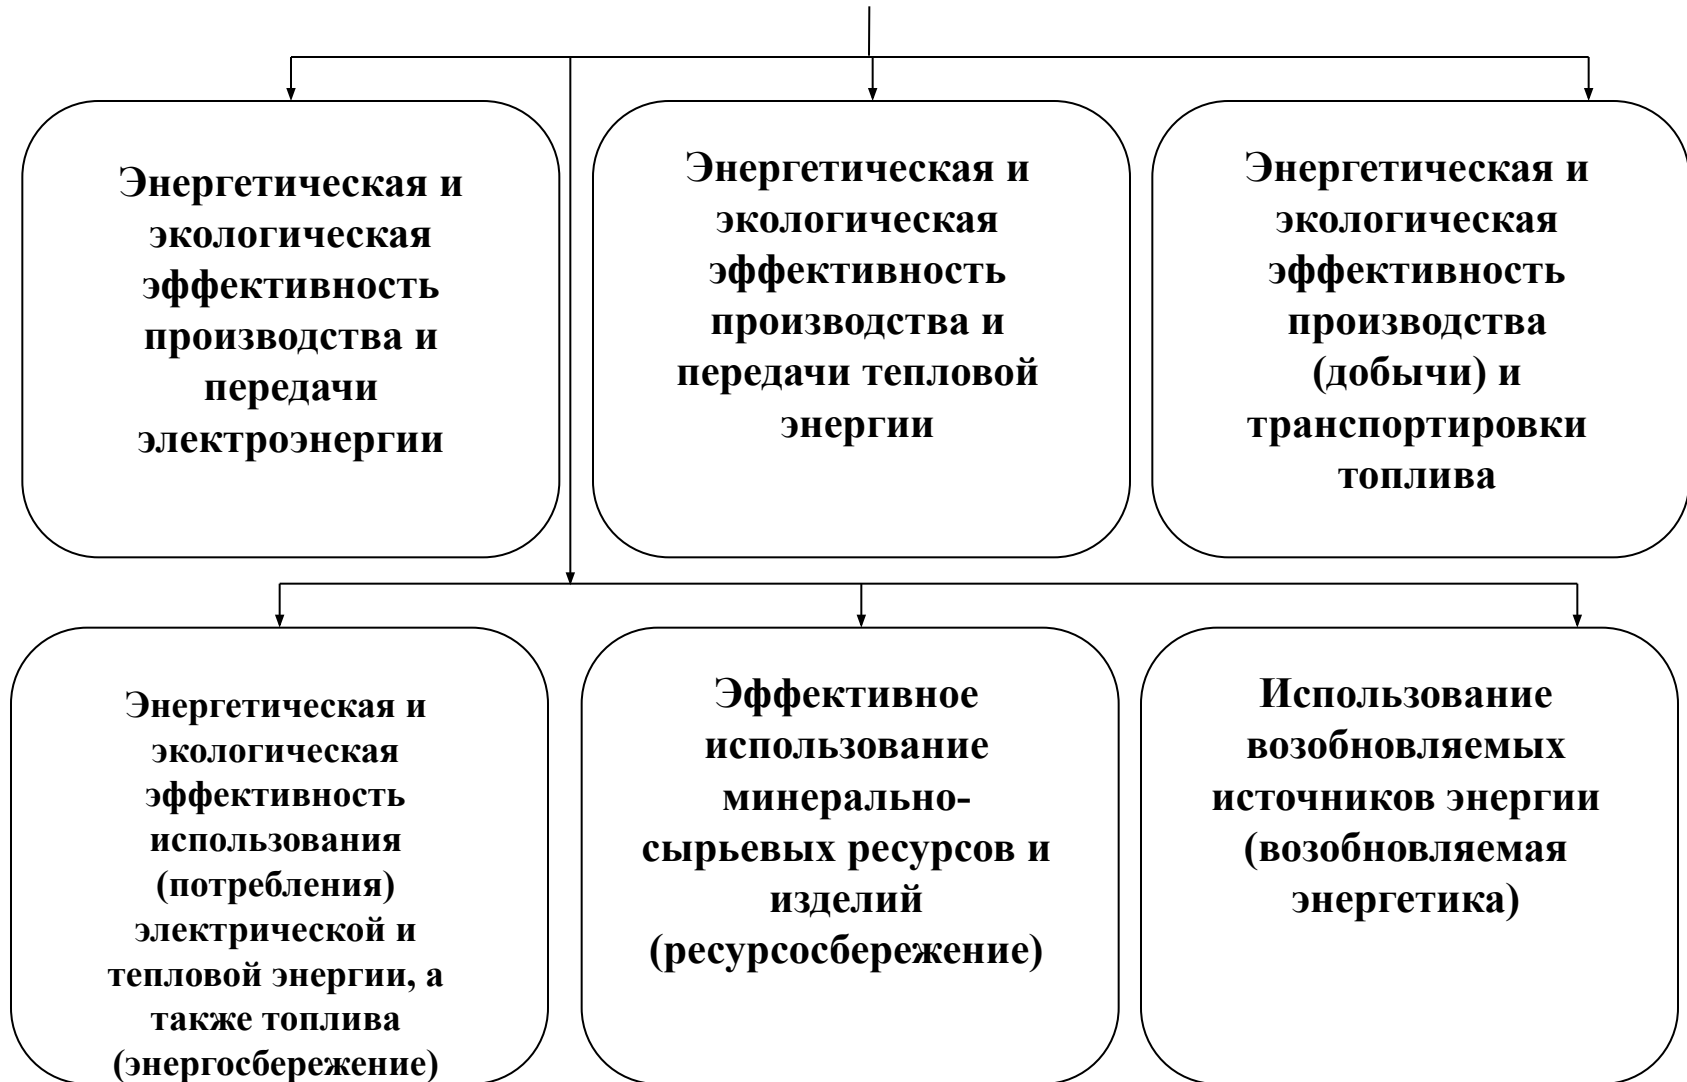 Энергетическая и
экологическая
эффективность
производства и
передачи
электроэнергии
Энергетическая и
экологическая
эффективность
производства и
передачи тепловой
энергии
Энергетическая и
экологическая
эффективность
производства
(добычи) и
транспортировки
топлива
Энергетическая и
экологическая
эффективность
использования
(потребления)
электрической и
тепловой энергии, а
также топлива
(энергосбережение)
Эффективное
использование
минерально-
сырьевых ресурсов и
изделий
(ресурсосбережение)
Использование
возобновляемых
источников энергии
(возобновляемая
энергетика)